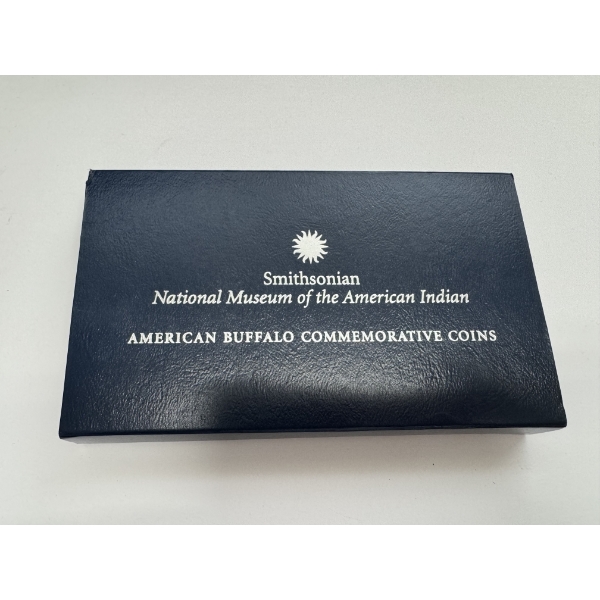 Smithsonian
National Museum of the American Indian
AMERICAN BUFFALO COMMEMORATIVE COINS